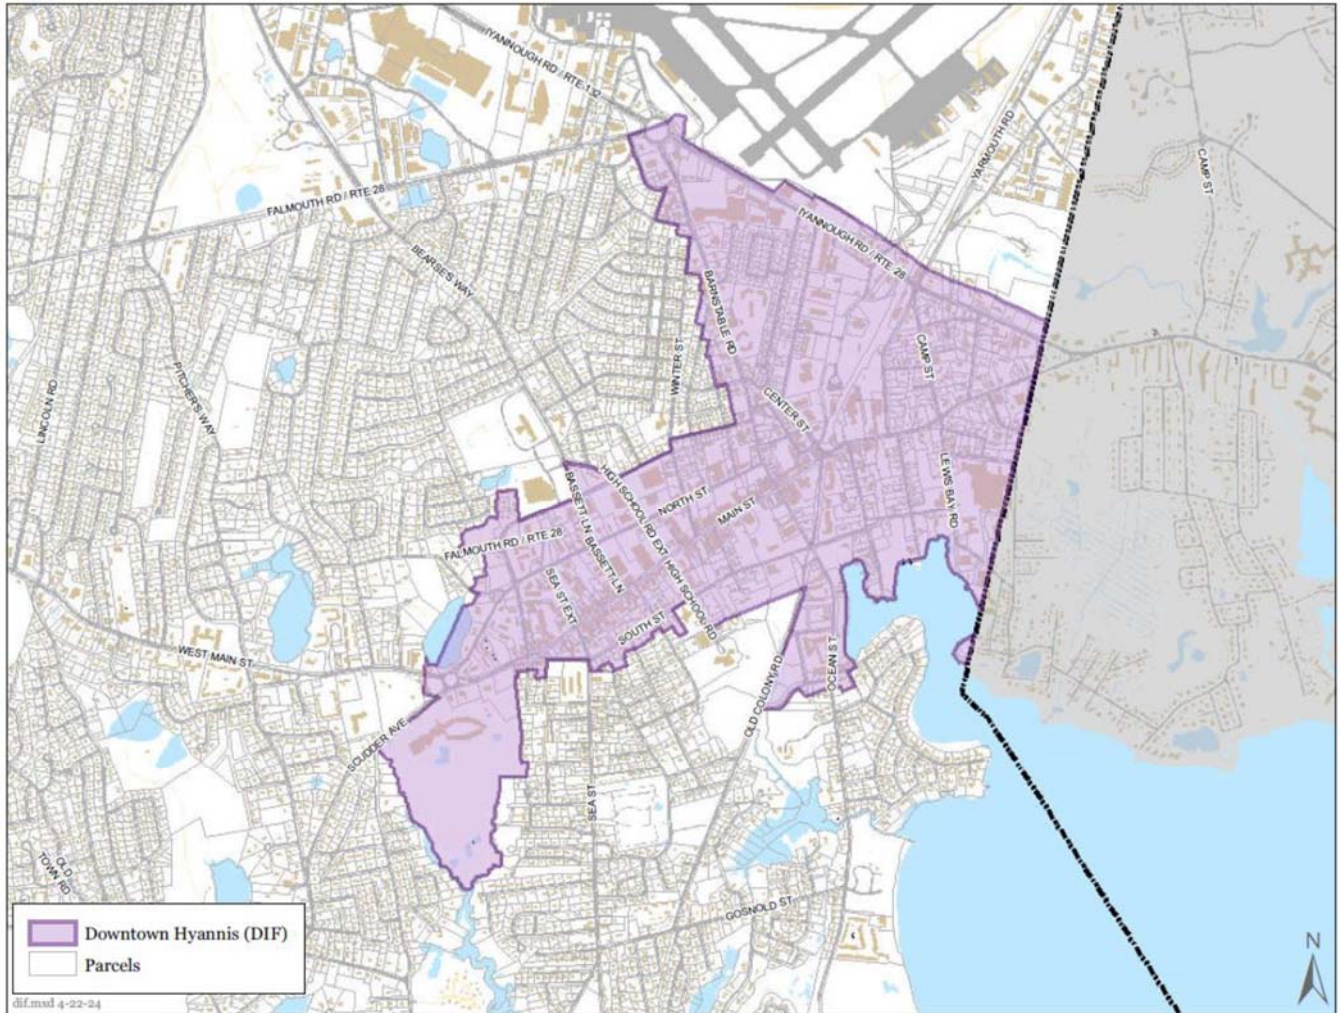 IYANNOUGH RD / RTE 132
YARMOUTH RD
CAMP ST
FALMOUTH RD / RTE 28
IYANNOUGH RD / RTE 28
BEARSE'S WAY
BARNSTABLE RD
WINTER ST
CAMP ST
LINCOLN RD
PITCHER'S WAY
CENTER ST
LEWIS BAY RD
HIGH SCHOOL RD EXT
BASSETT LN
NORTH ST
MAIN ST
FALMOUTH RD / RTE 28
BASSETT LN
SEA ST EXT
HIGH SCHOOL RD
SOUTH ST
WEST MAIN ST
OCEAN ST
OLD COLONY RD
SCUDDER AVE
SEA ST
OLD
TOWN RD
GOSNOLD ST
Downtown Hyannis (DIF)
Parcels
N
dif.mxd 4-22-24